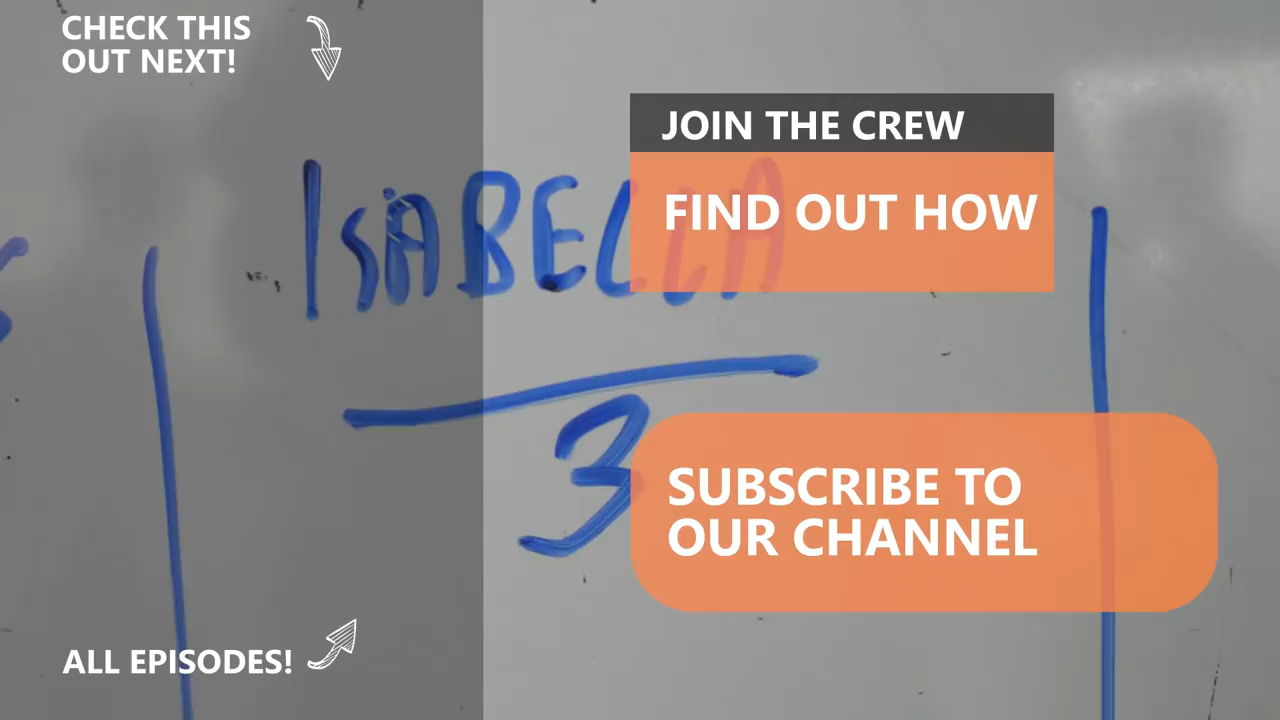 CHECK THIS
OUT NEXT!
JOIN THE CREW
FIND OUT HOW
ISABELLA
3
SUBSCRIBE TO
OUR CHANNEL
ALL EPISODES!